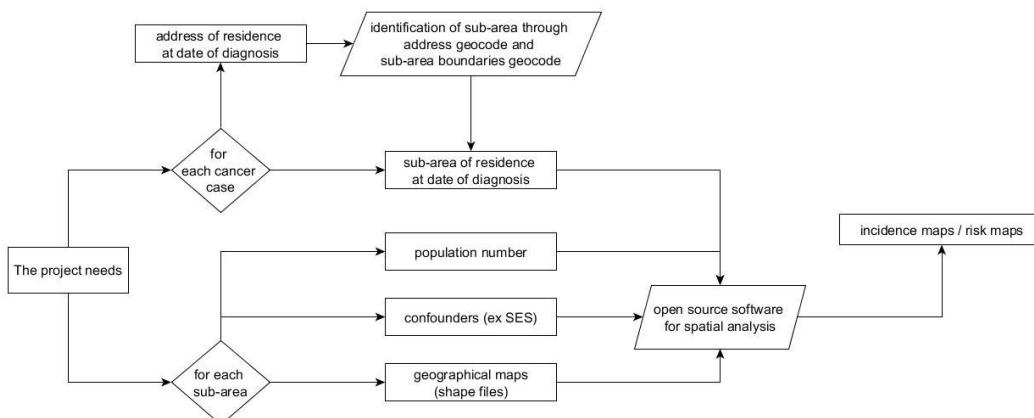 address of residence
at date of diagnosis
identification of sub-area through
address geocode and
sub-area boundaries geocode
for
each cancer
case
sub-area of residence
at date of diagnosis
incidence maps / risk maps
The project needs
population number
confounders (ex SES)
open source software
for spatial analysis
for each
sub-area
geographical maps
(shape files)